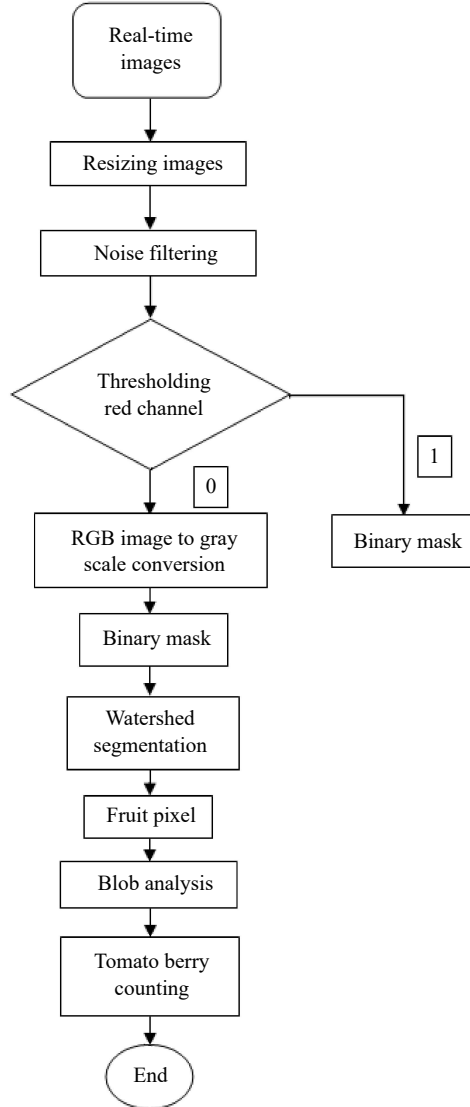 Real-time
images
Resizing images
Noise filtering
Thresholding
red channel
0
1
RGB image to gray
scale conversion
Binary mask
Binary mask
Watershed
segmentation
Fruit pixel
Blob analysis
Tomato berry
counting
End